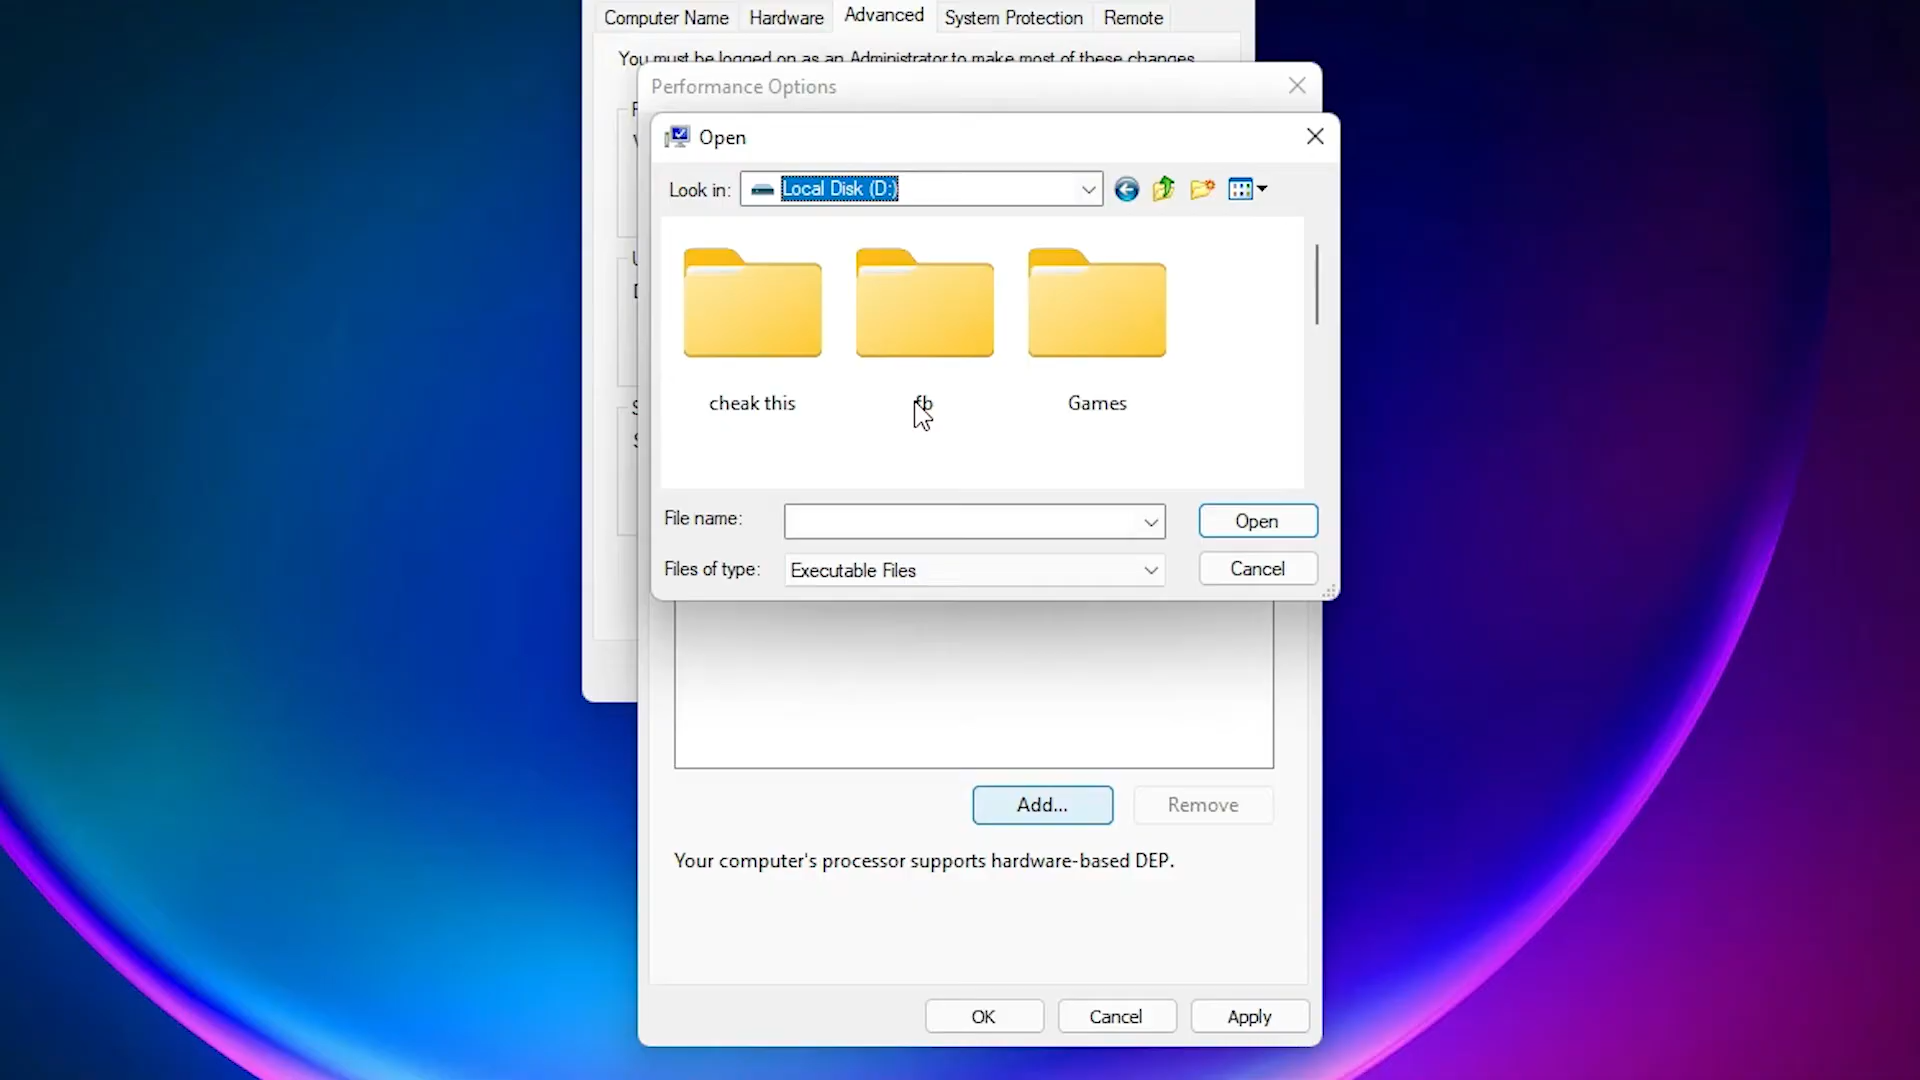 Computer Name Hardware Advanced System Protection Remote
You must be logged on as an Administrator to make most of these changes.
Performance Options
Open
Look in: Local Disk (D:)
cheak this fb Games
File name: Open
Files of type: Executable Files Cancel
Add... Remove
Your computer's processor supports hardware-based DEP.
OK Cancel Apply